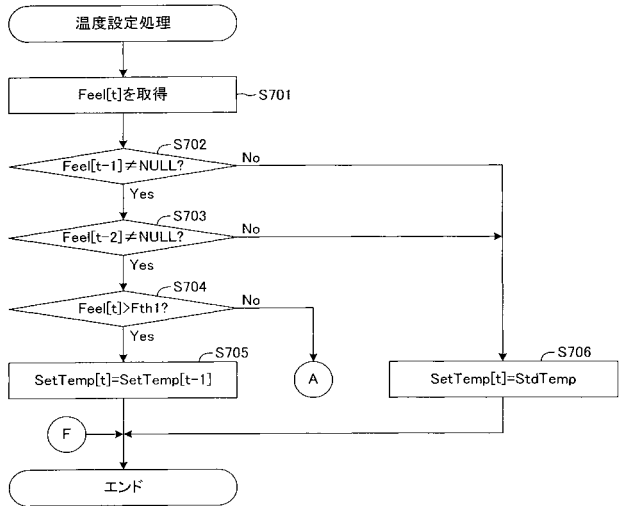 温度設定処理
Feel[t]を取得
S701
S702
Feel[t-1]≠NULL?
No
Yes
S703
Feel[t-2]≠NULL?
No
Yes
S704
Feel[t]>Fth1?
No
Yes
S705
SetTemp[t]=SetTemp[t-1]
A
S706
SetTemp[t]=StdTemp
F
エンド